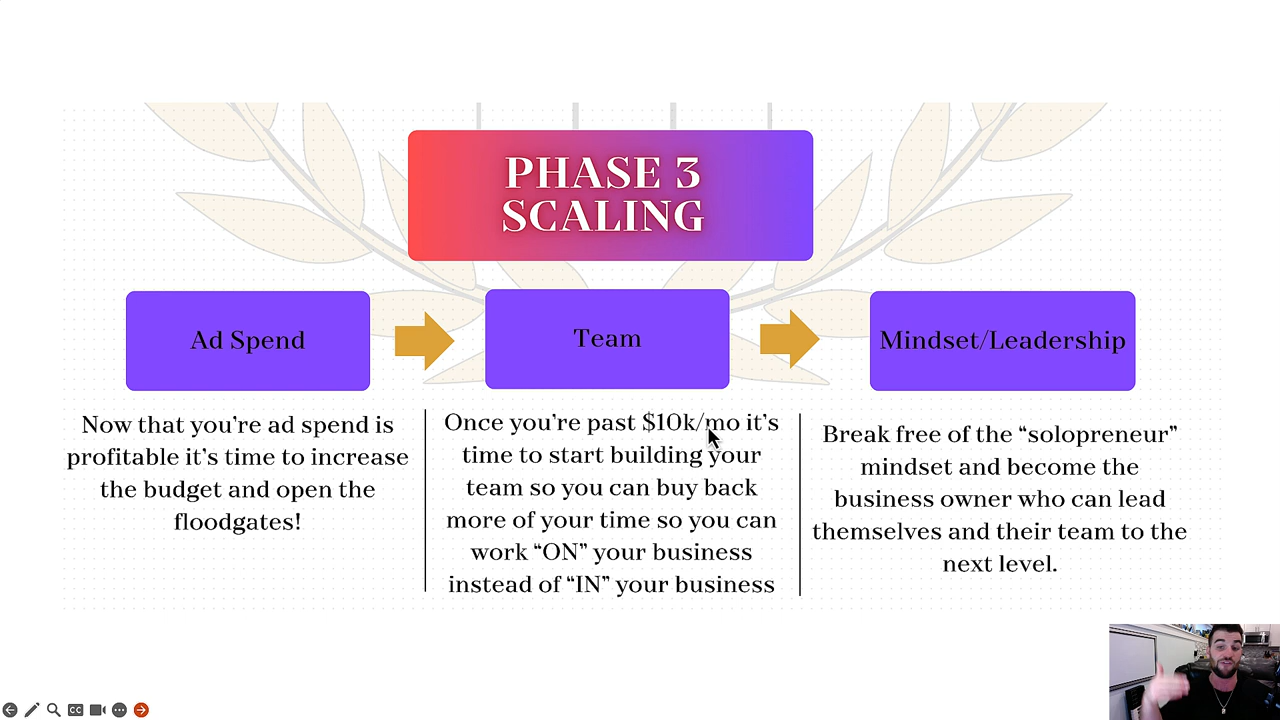 PHASE 3
SCALING
Ad Spend
Team
Mindset/Leadership
Now that you’re ad spend is
profitable it’s time to increase
the budget and open the
floodgates!
Once you’re past $10k/mo it’s
time to start building your
team so you can buy back
more of your time so you can
work “ON” your business
instead of “IN” your business
Break free of the “solopreneur”
mindset and become the
business owner who can lead
themselves and their team to the
next level.
CC